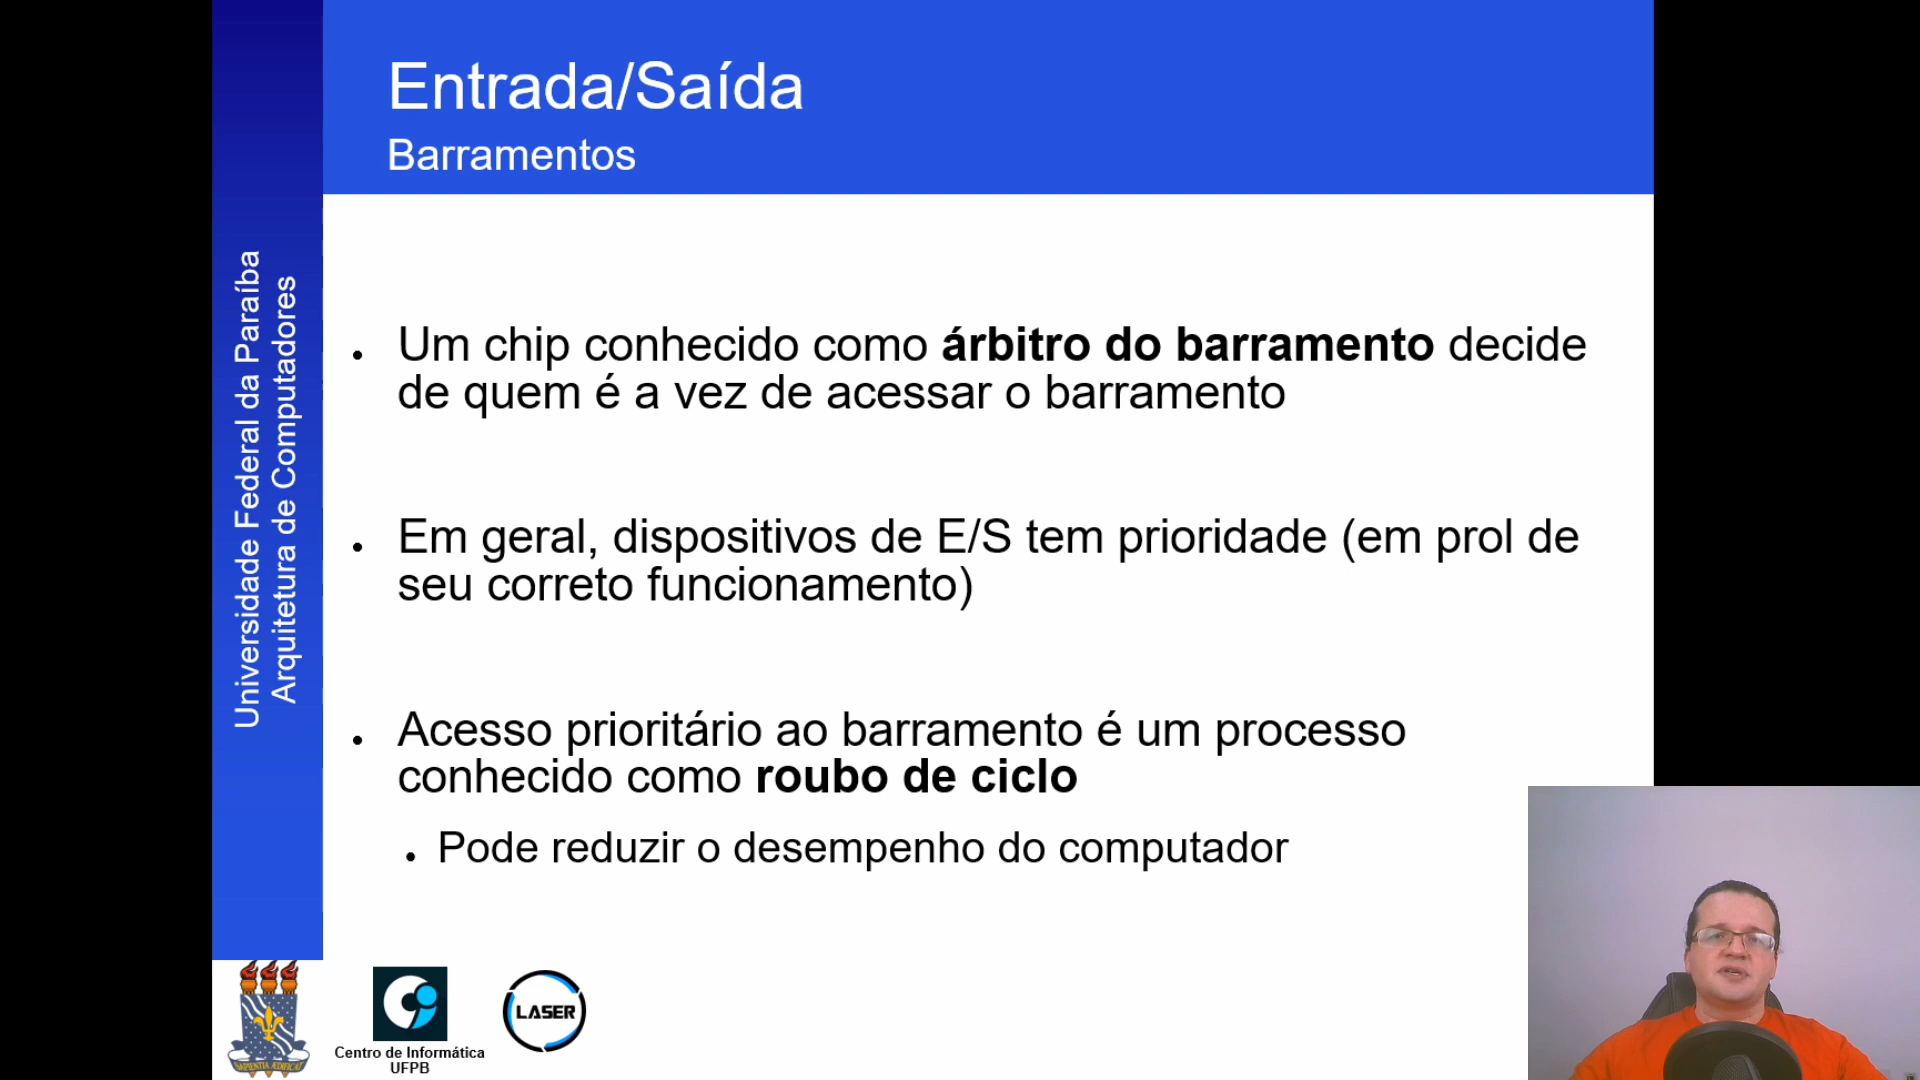 Entrada/Saída
Barramentos
Universidade Federal da Paraíba
Arquitetura de Computadores
• Um chip conhecido como árbitro do barramento decide
de quem é a vez de acessar o barramento
• Em geral, dispositivos de E/S tem prioridade (em prol de
seu correto funcionamento)
• Acesso prioritário ao barramento é um processo
conhecido como roubo de ciclo
• Pode reduzir o desempenho do computador
SAPIENTIA ÆDIFICAT
Centro de Informática
UFPB
LASER